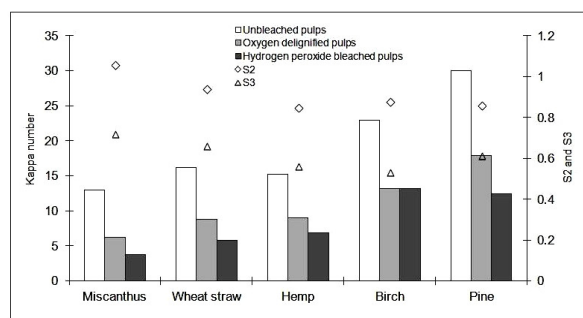 Unbleached pulps
Oxygen delignified pulps
Hydrogen peroxide bleached pulps
S2
S3
Kappa number
35
30
25
20
15
10
5
0
S2 and S3
1.2
1
0.8
0.6
0.4
0.2
0
Miscanthus Wheat straw Hemp Birch Pine